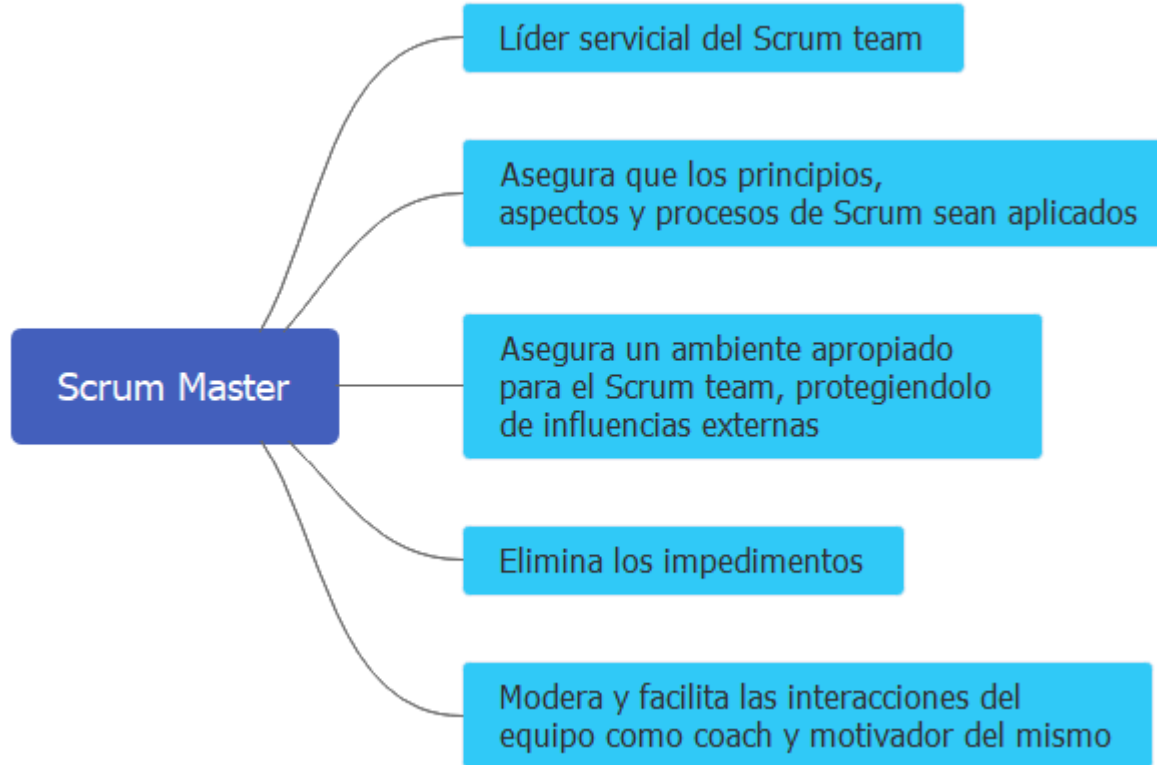 Líder servicial del Scrum team
Asegura que los principios,
aspectos y procesos de Scrum sean aplicados
Scrum Master
Asegura un ambiente apropiado
para el Scrum team, protegiendolo
de influencias externas
Elimina los impedimentos
Modera y facilita las interacciones del
equipo como coach y motivador del mismo